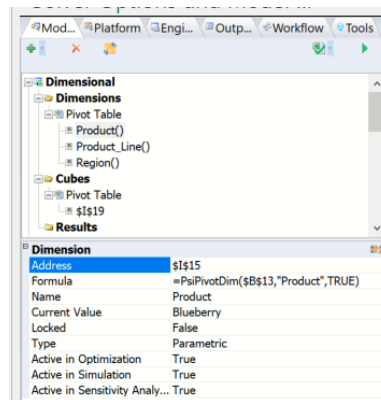 Mod... Platform Engi... Outp... Workflow Tools
Dimensional
Dimensions
Pivot Table
Product()
Product_Line()
Region()
Cubes
Pivot Table
$I$19
Results
Dimension
Address $I$15
Formula =PsiPivotDim($B$13,"Product",TRUE)
Name Product
Current Value Blueberry
Locked False
Type Parametric
Active in Optimization True
Active in Simulation True
Active in Sensitivity Analy... True